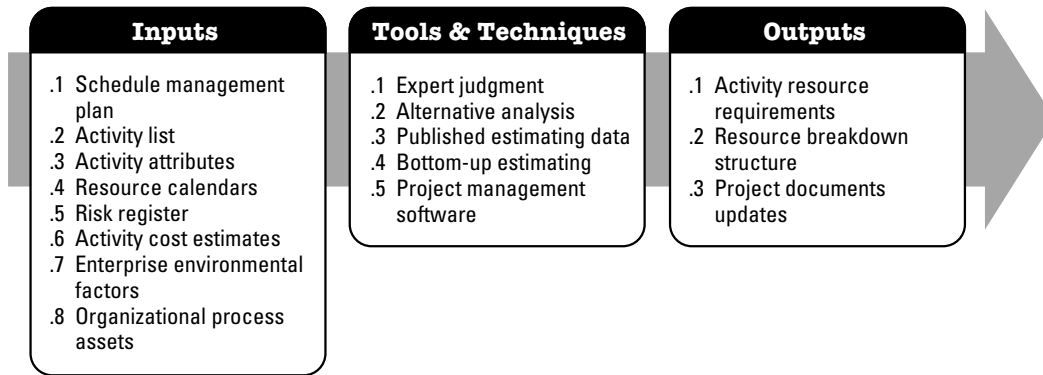 Inputs
.1 Schedule management
plan
.2 Activity list
.3 Activity attributes
.4 Resource calendars
.5 Risk register
.6 Activity cost estimates
.7 Enterprise environmental
factors
.8 Organizational process
assets
Tools & Techniques
.1 Expert judgment
.2 Alternative analysis
.3 Published estimating data
.4 Bottom-up estimating
.5 Project management
software
Outputs
.1 Activity resource
requirements
.2 Resource breakdown
structure
.3 Project documents
updates